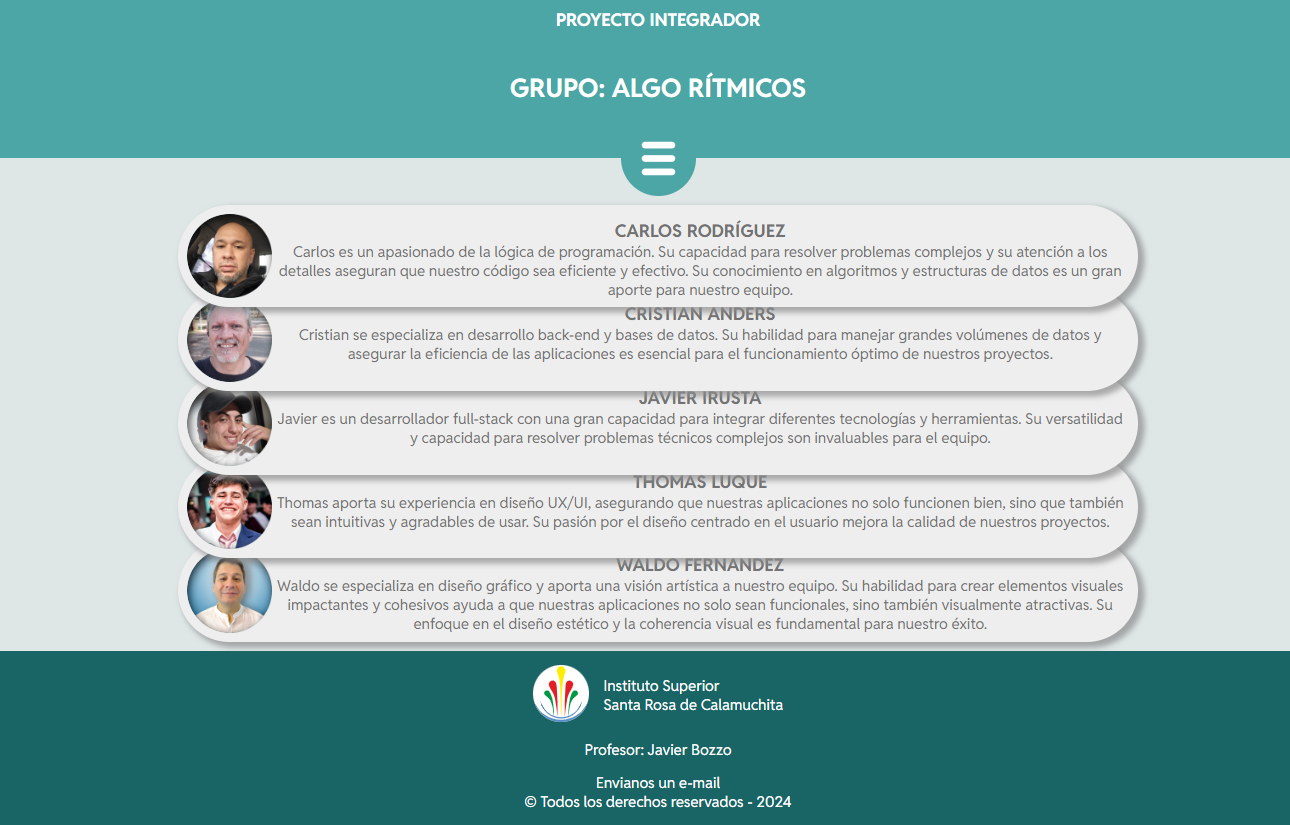 PROYECTO INTEGRADOR
GRUPO: ALGO RÍTMICOS
CARLOS RODRÍGUEZ
Carlos es un apasionado de la lógica de programación. Su capacidad para resolver problemas complejos y su atención a los
detalles aseguran que nuestro código sea eficiente y efectivo. Su conocimiento en algoritmos y estructuras de datos es un gran
aporte para nuestro equipo.
CRISTIAN ANDERS
Cristian se especializa en desarrollo back-end y bases de datos. Su habilidad para manejar grandes volúmenes de datos y
asegurar la eficiencia de las aplicaciones es esencial para el funcionamiento óptimo de nuestros proyectos.
JAVIER IRUSTA
Javier es un desarrollador full-stack con una gran capacidad para integrar diferentes tecnologías y herramientas. Su versatilidad
y capacidad para resolver problemas técnicos complejos son invaluables para el equipo.
THOMAS LUQUE
Thomas aporta su experiencia en diseño UX/UI, asegurando que nuestras aplicaciones no solo funcionen bien, sino que también
sean intuitivas y agradables de usar. Su pasión por el diseño centrado en el usuario mejora la calidad de nuestros proyectos.
WALDO FERNANDEZ
Waldo se especializa en diseño gráfico y aporta una visión artística a nuestro equipo. Su habilidad para crear elementos visuales
impactantes y cohesivos ayuda a que nuestras aplicaciones no solo sean funcionales, sino también visualmente atractivas. Su
enfoque en el diseño estético y la coherencia visual es fundamental para nuestro éxito.
Instituto Superior
Santa Rosa de Calamuchita
Profesor: Javier Bozzo
Envianos un e-mail
© Todos los derechos reservados - 2024